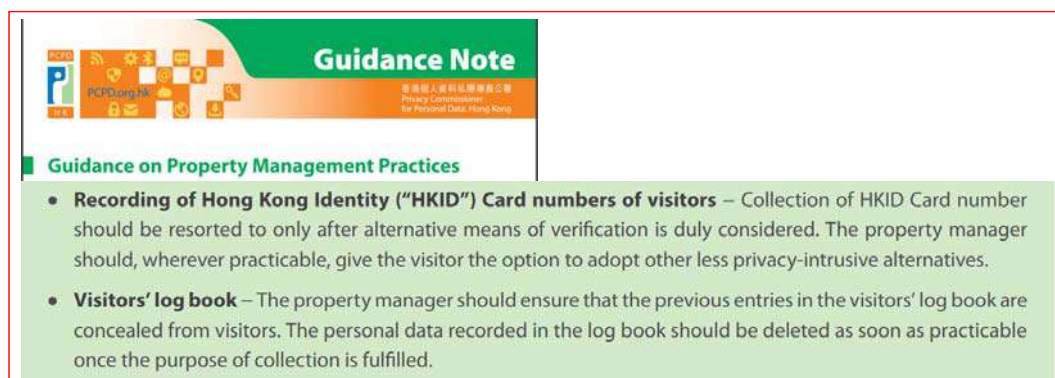 PCPD
PCPD.org.hk
H K
Guidance Note
香港個人資料私隱專員公署
Privacy Commissioner
for Personal Data, Hong Kong
Guidance on Property Management Practices
• Recording of Hong Kong Identity (“HKID”) Card numbers of visitors – Collection of HKID Card number
should be resorted to only after alternative means of verification is duly considered. The property manager
should, wherever practicable, give the visitor the option to adopt other less privacy-intrusive alternatives.
• Visitors’ log book – The property manager should ensure that the previous entries in the visitors’ log book are
concealed from visitors. The personal data recorded in the log book should be deleted as soon as practicable
once the purpose of collection is fulfilled.